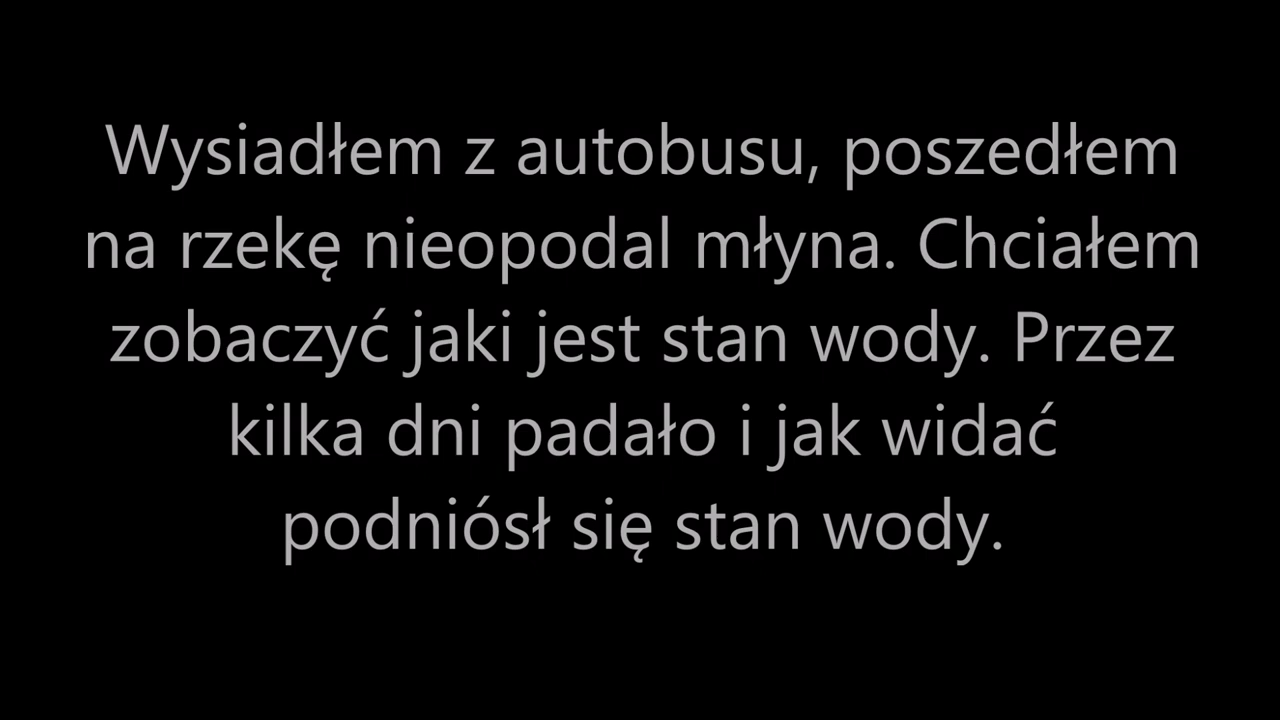 Wysiadłem z autobusu, poszedłem
na rzekę nieopodal młyna. Chciałem
zobaczyć jaki jest stan wody. Przez
kilka dni padało i jak widać
podniósł się stan wody.